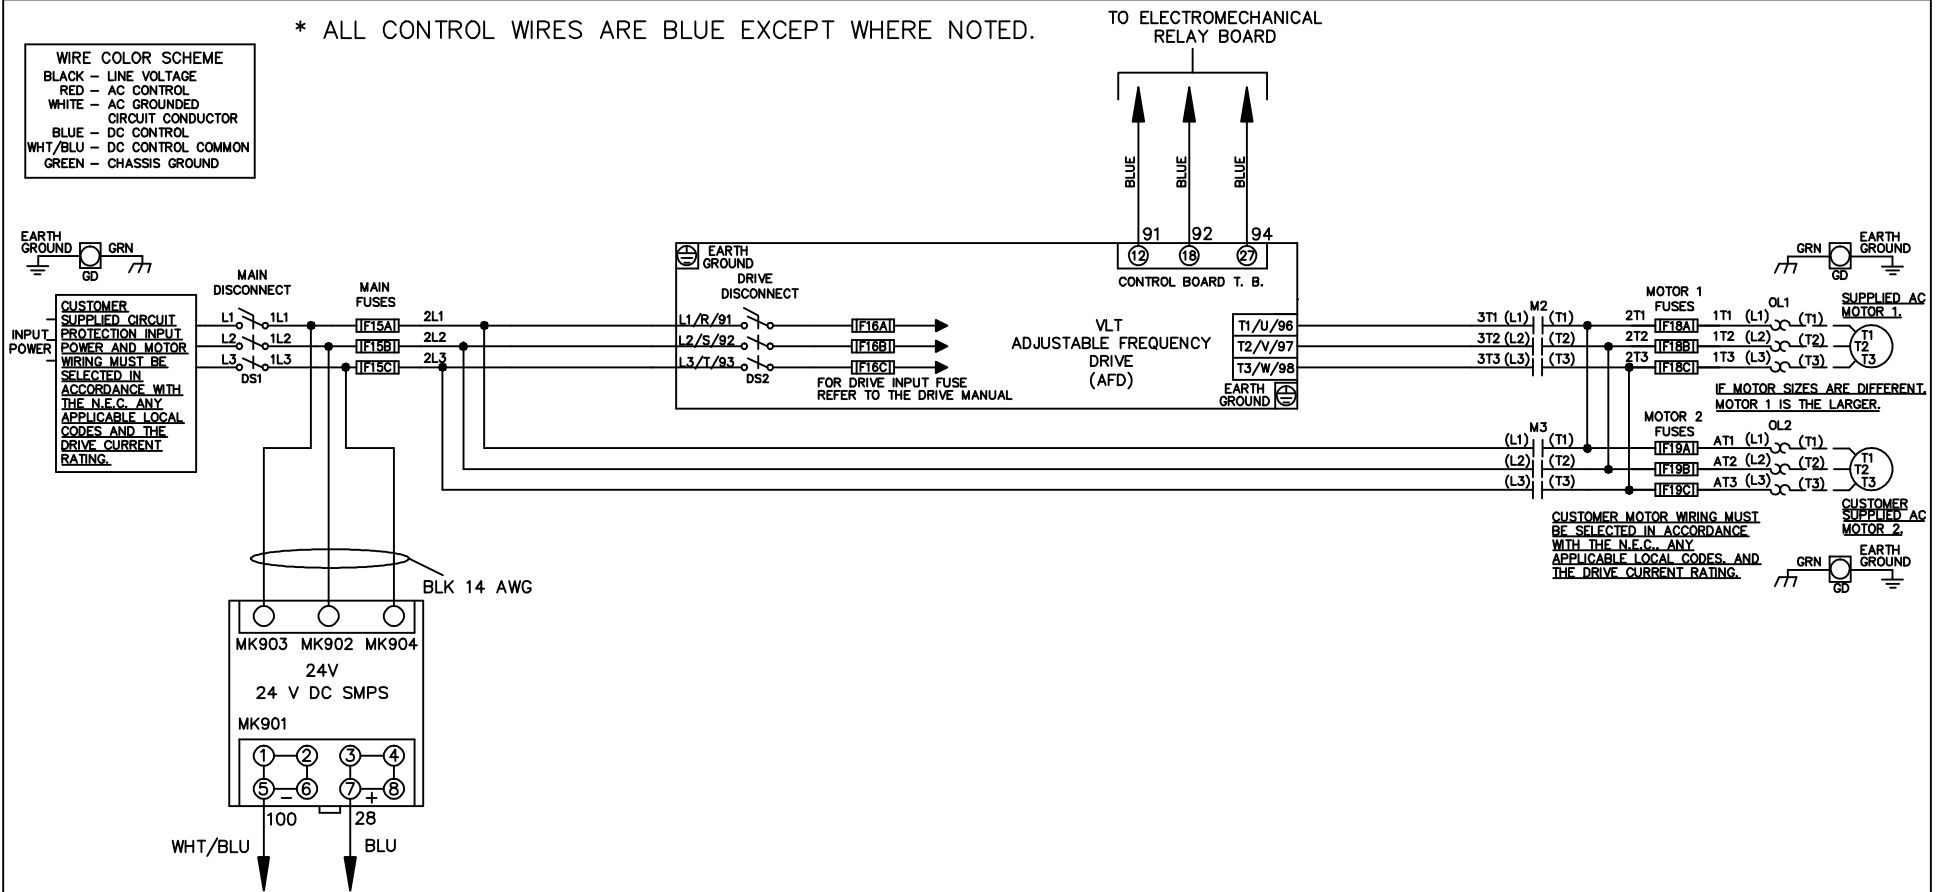 * ALL CONTROL WIRES ARE BLUE EXCEPT WHERE NOTED.
WIRE COLOR SCHEME
BLACK – LINE VOLTAGE
RED – AC CONTROL
WHITE – AC GROUNDED
CIRCUIT CONDUCTOR
BLUE – DC CONTROL
WHT/BLU – DC CONTROL COMMON
GREEN – CHASSIS GROUND
TO ELECTROMECHANICAL
RELAY BOARD
BLUE
BLUE
BLUE
91 92 94
12 18 27
CONTROL BOARD T. B.
EARTH
GROUND
GRN
GD
INPUT
POWER
CUSTOMER
SUPPLIED CIRCUIT
PROTECTION INPUT
POWER AND MOTOR
WIRING MUST BE
SELECTED IN
ACCORDANCE WITH
THE N.E.C. ANY
APPLICABLE LOCAL
CODES AND THE
DRIVE CURRENT
RATING.
MAIN
DISCONNECT
L1 1L1
L2 1L2
L3 1L3
DS1
MAIN
FUSES
F15A 2L1
F15B 2L2
F15C 2L3
EARTH
GROUND
DRIVE
DISCONNECT
L1/R/91
L2/S/92
L3/T/93
DS2
F16A
F16B
F16C
FOR DRIVE INPUT FUSE
REFER TO THE DRIVE MANUAL
VLT
ADJUSTABLE FREQUENCY
DRIVE
(AFD)
T1/U/96
T2/V/97
T3/W/98
EARTH
GROUND
M2
3T1 (L1) (T1)
3T2 (L2) (T2)
3T3 (L3) (T3)
MOTOR 1
FUSES
2T1 F18A 1T1 (L1)
2T2 F18B 1T2 (L2)
2T3 F18C 1T3 (L3)
OL1
(T1)
(T2)
(T3)
T1
T2
T3
GRN
GD
EARTH
GROUND
SUPPLIED AC
MOTOR 1.
IF MOTOR SIZES ARE DIFFERENT,
MOTOR 1 IS THE LARGER.
M3
(L1) (T1)
(L2) (T2)
(L3) (T3)
MOTOR 2
FUSES
F19A AT1 (L1)
F19B AT2 (L2)
F19C AT3 (L3)
OL2
(T1)
(T2)
(T3)
T1
T2
T3
CUSTOMER
SUPPLIED AC
MOTOR 2.
CUSTOMER MOTOR WIRING MUST
BE SELECTED IN ACCORDANCE
WITH THE N.E.C., ANY
APPLICABLE LOCAL CODES, AND
THE DRIVE CURRENT RATING.
GRN
GD
EARTH
GROUND
BLK 14 AWG
MK903 MK902 MK904
24V
24 V DC SMPS
MK901
1 2 3 4
5 6 7 8
– +
100 28
WHT/BLU BLU